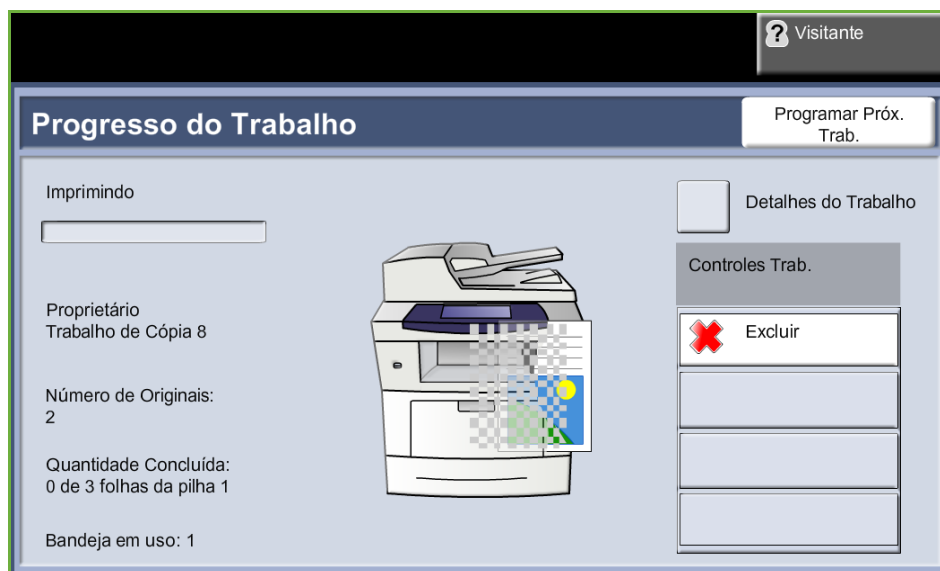 Visitante
Progresso do Trabalho
Programar Próx.
Trab.
Imprimindo
Detalhes do Trabalho
Controles Trab.
Proprietário
Trabalho de Cópia 8
Excluir
Número de Originais:
2
Quantidade Concluída:
0 de 3 folhas da pilha 1
Bandeja em uso: 1